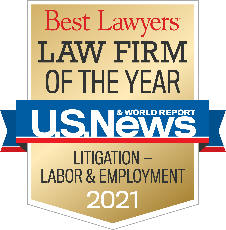 Best Lawyers
LAW FIRM
OF THE YEAR
& WORLD REPORT
U.S.News
LITIGATION –
LABOR & EMPLOYMENT
2021